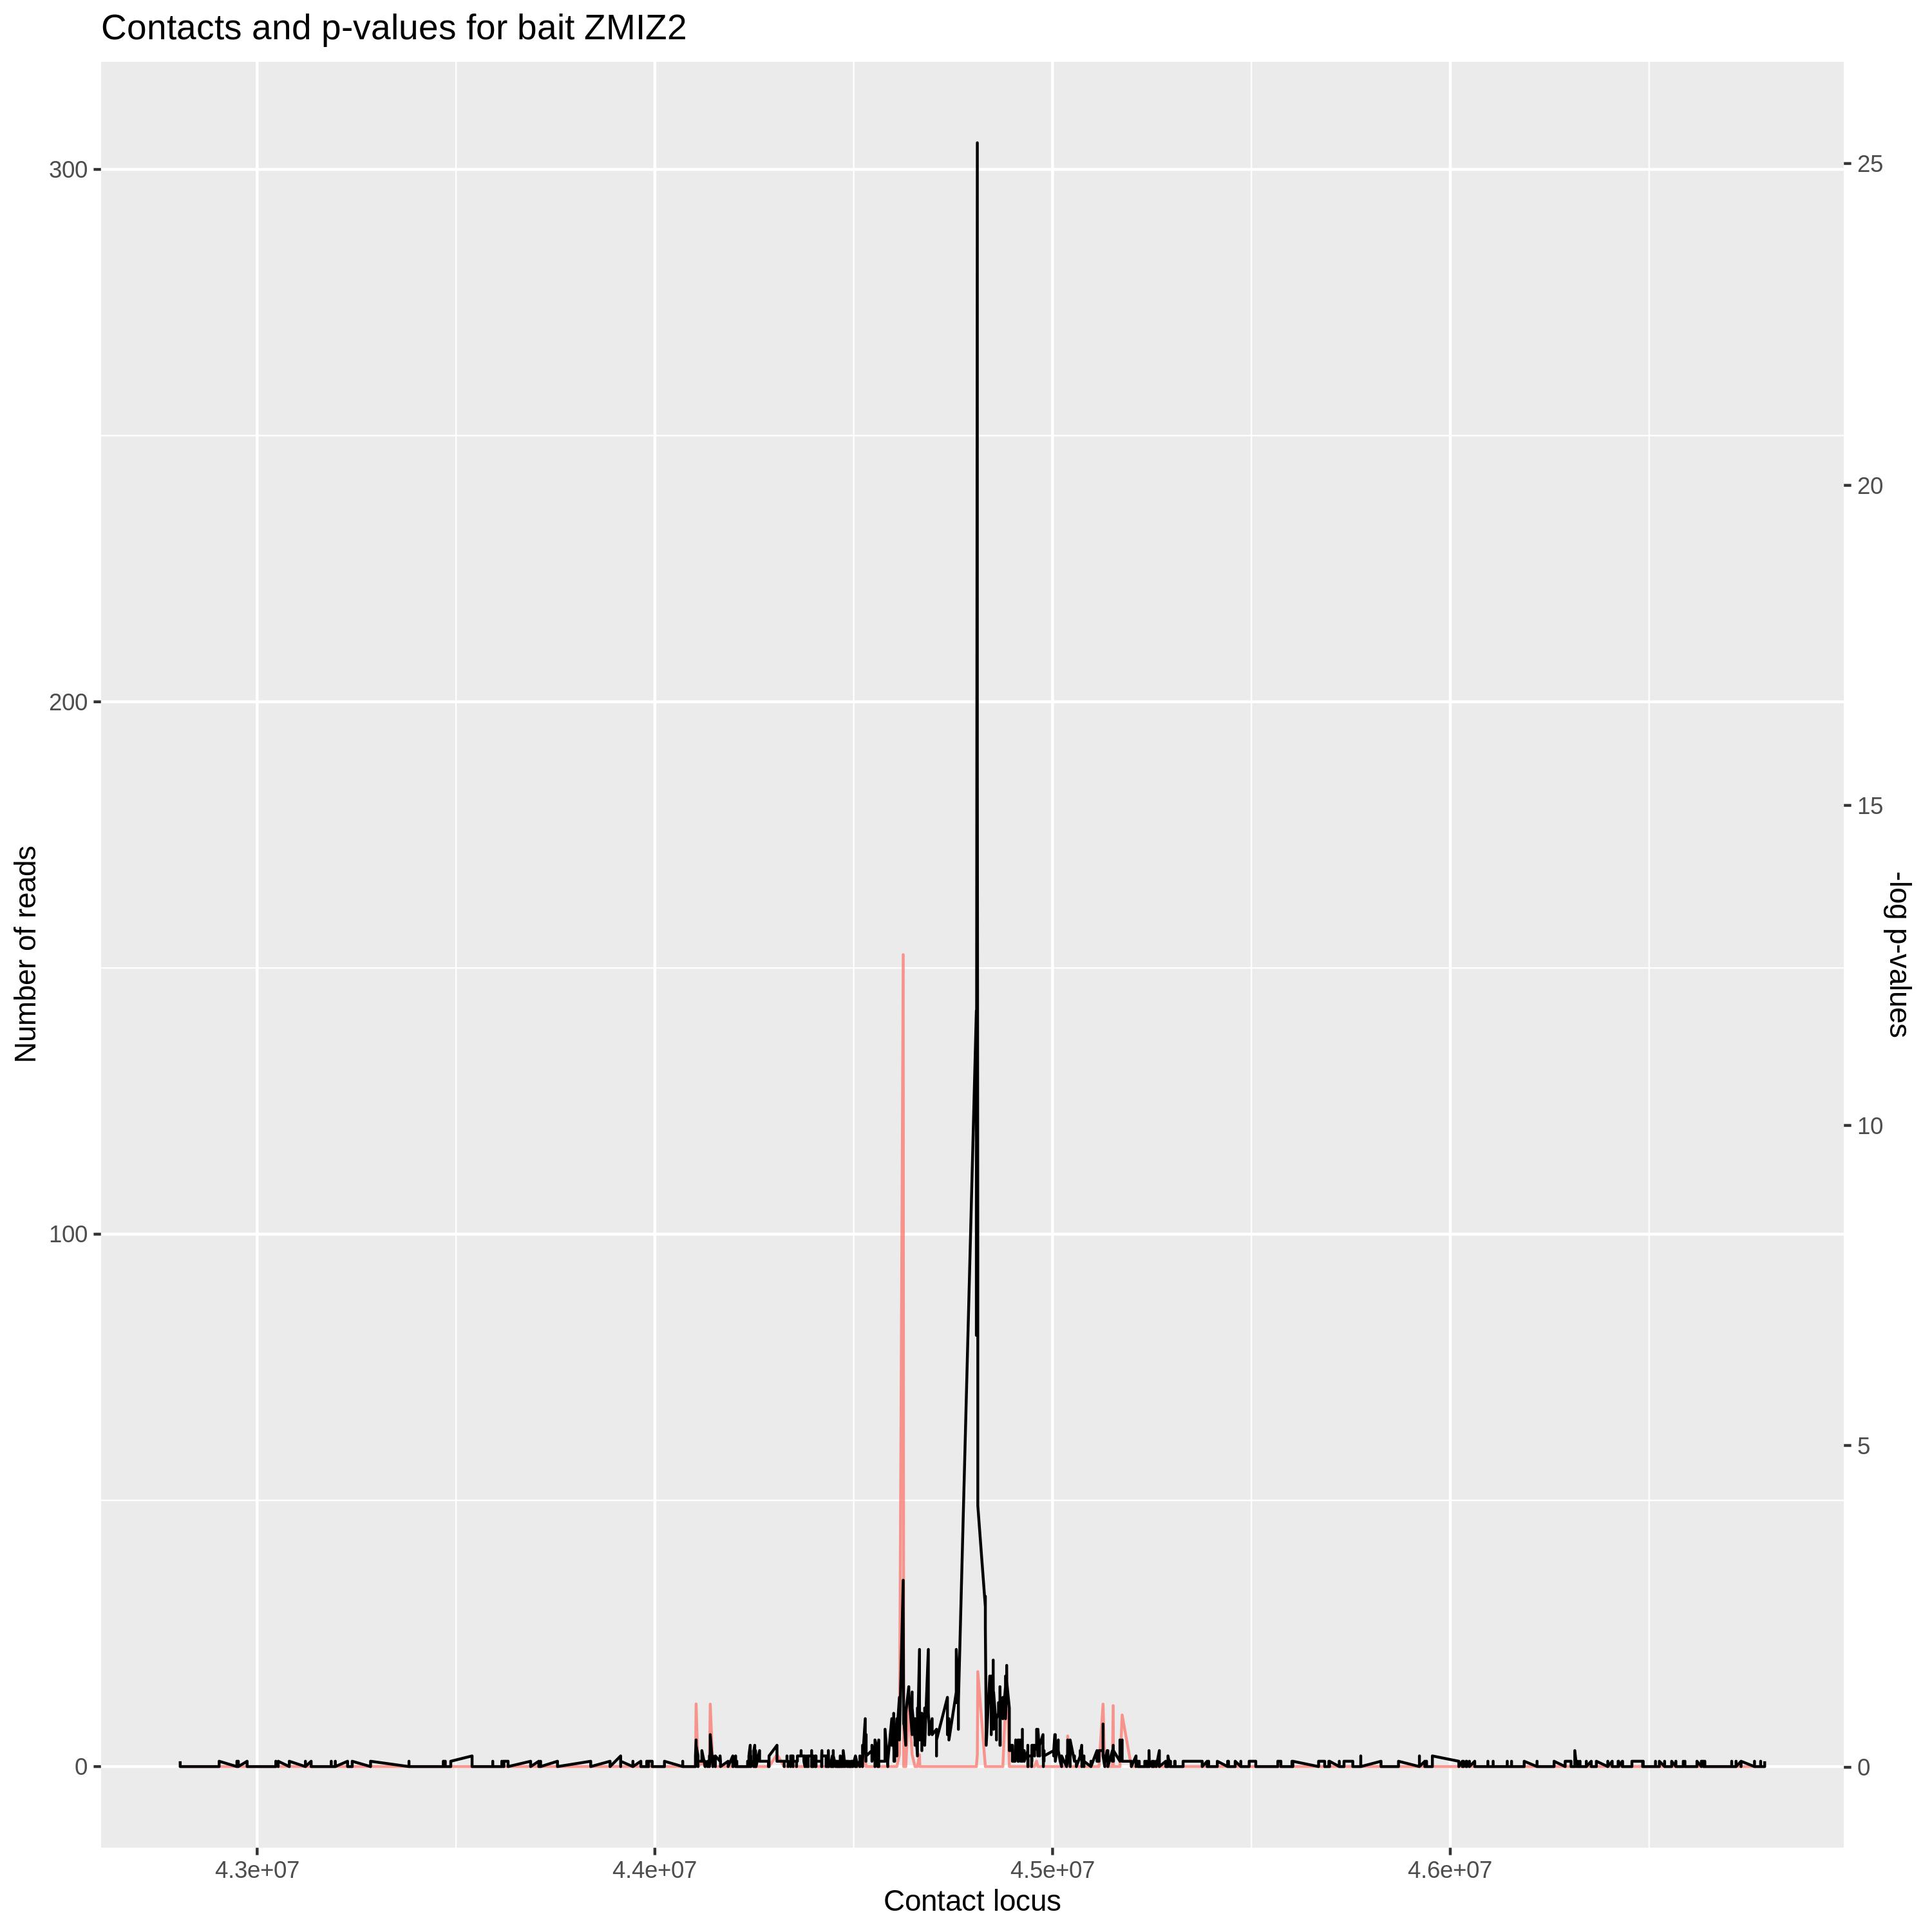 Contacts and p-values for bait ZMIZ2
300
200
100
0
Number of reads
25
20
15
10
5
0
-log p-values
4.3e+07
4.4e+07
4.5e+07
4.6e+07
Contact locus